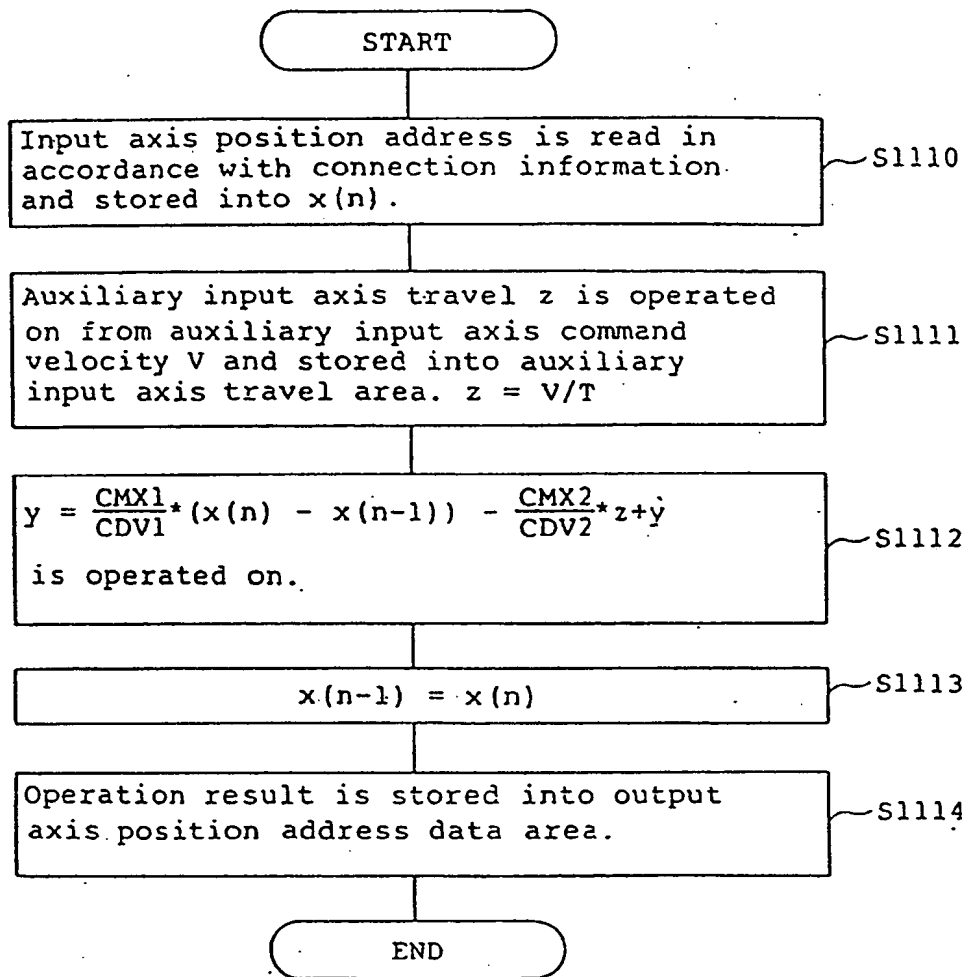 START
Input axis position address is read in
accordance with connection information
and stored into x(n).
S1110
Auxiliary input axis travel z is operated
on from auxiliary input axis command
velocity V and stored into auxiliary
input axis travel area. z = V/T
S1111
y = CMX1/CDV1*(x(n) - x(n-1)) - CMX2/CDV2*z+y
is operated on.
S1112
x(n-1) = x(n)
S1113
Operation result is stored into output
axis position address data area.
S1114
END